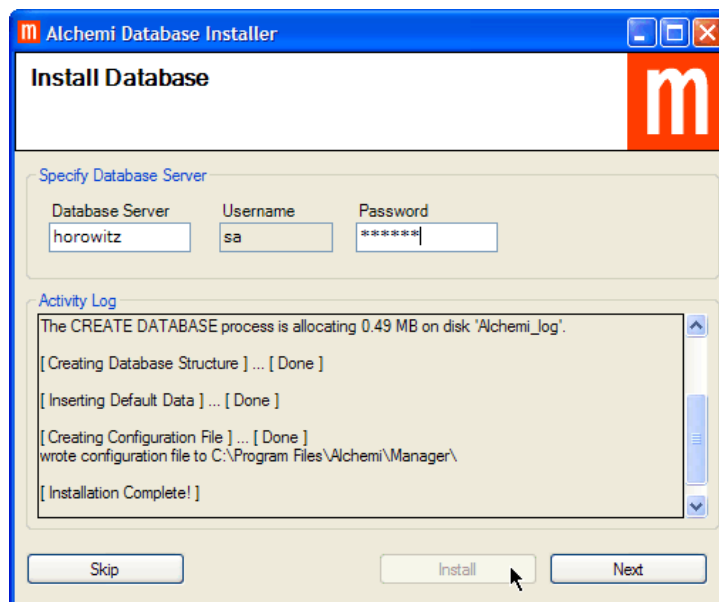 m Alchemi Database Installer
Install Database
m
Specify Database Server
Database Server Username Password
horowitz sa ******
Activity Log
The CREATE DATABASE process is allocating 0.49 MB on disk 'Alchemi_log'.
[ Creating Database Structure ] ... [ Done ]
[ Inserting Default Data ] ... [ Done ]
[ Creating Configuration File ] ... [ Done ]
wrote configuration file to C:\Program Files\Alchemi\Manager\
[ Installation Complete! ]
Skip Install Next